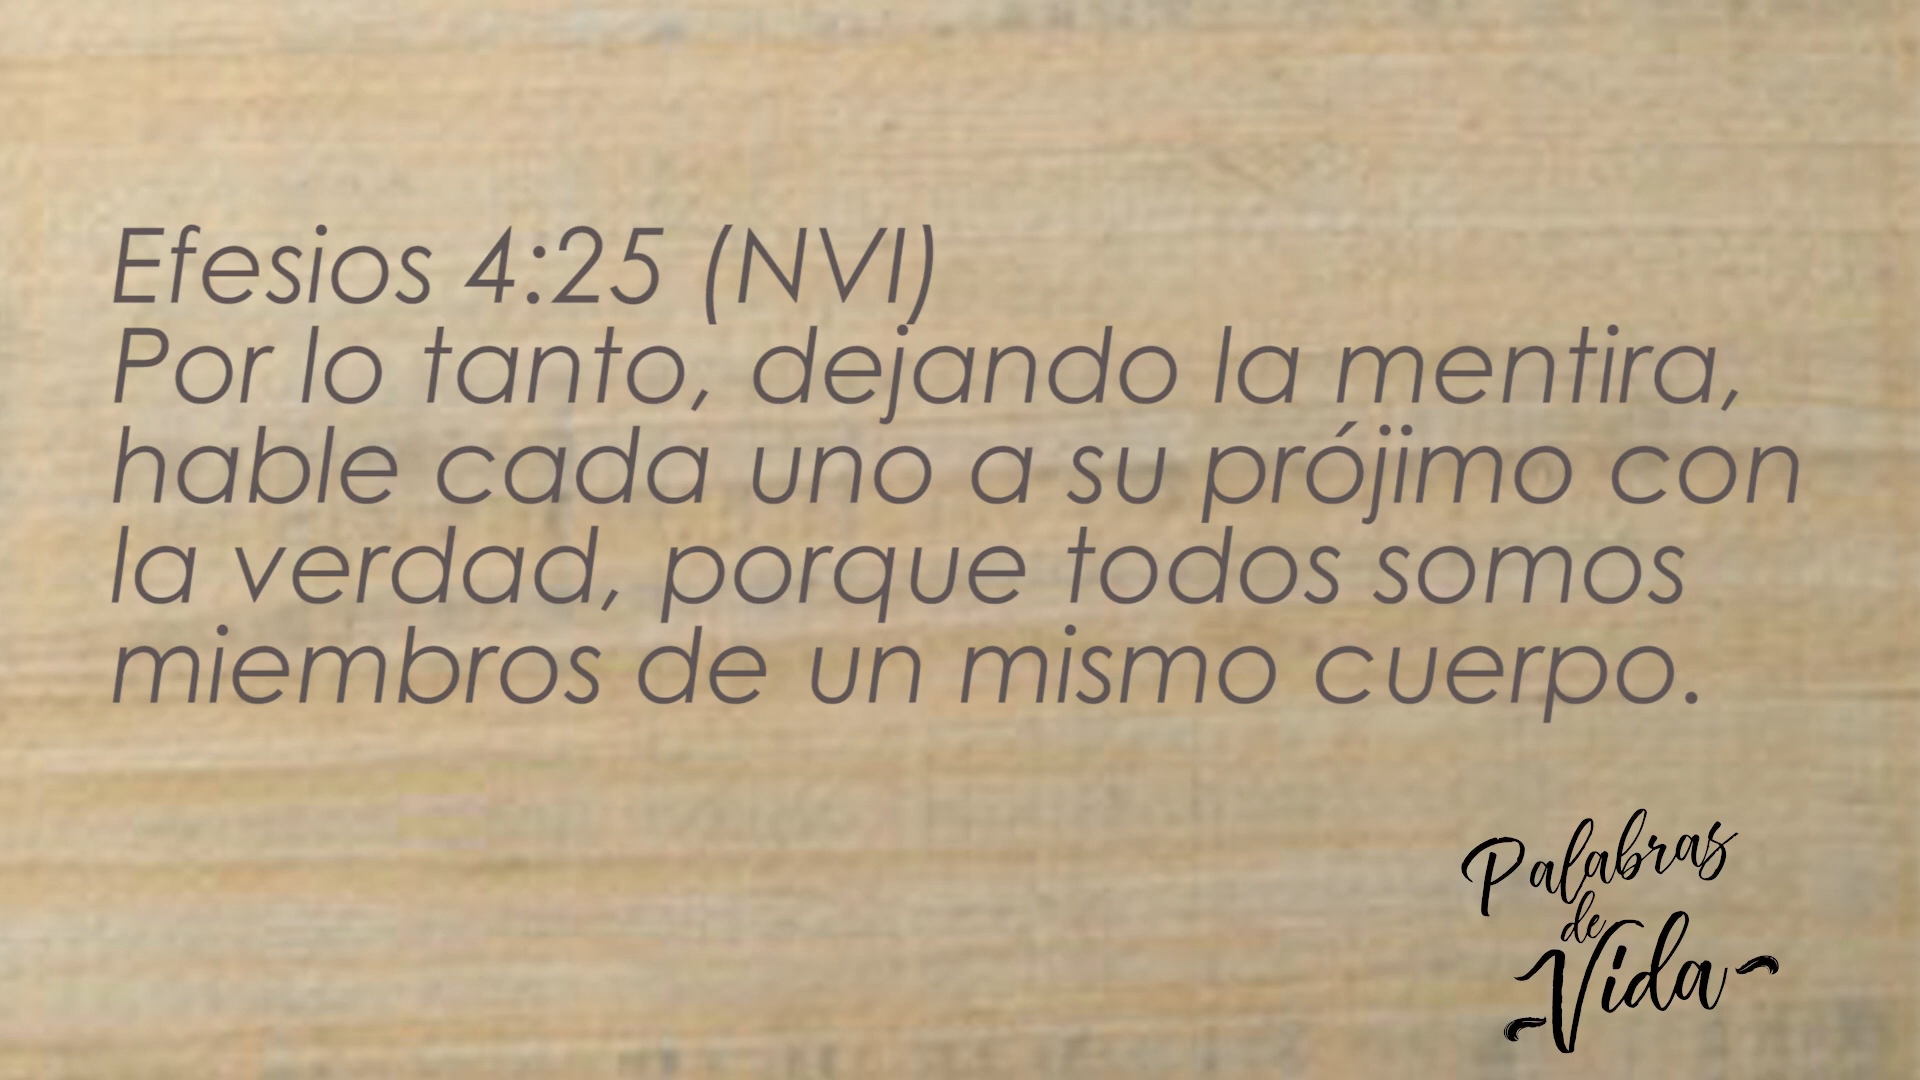 Efesios 4:25 (NVI)
Por lo tanto, dejando la mentira,
hable cada uno a su prójimo con
la verdad, porque todos somos
miembros de un mismo cuerpo.
Palabras
de
Vida